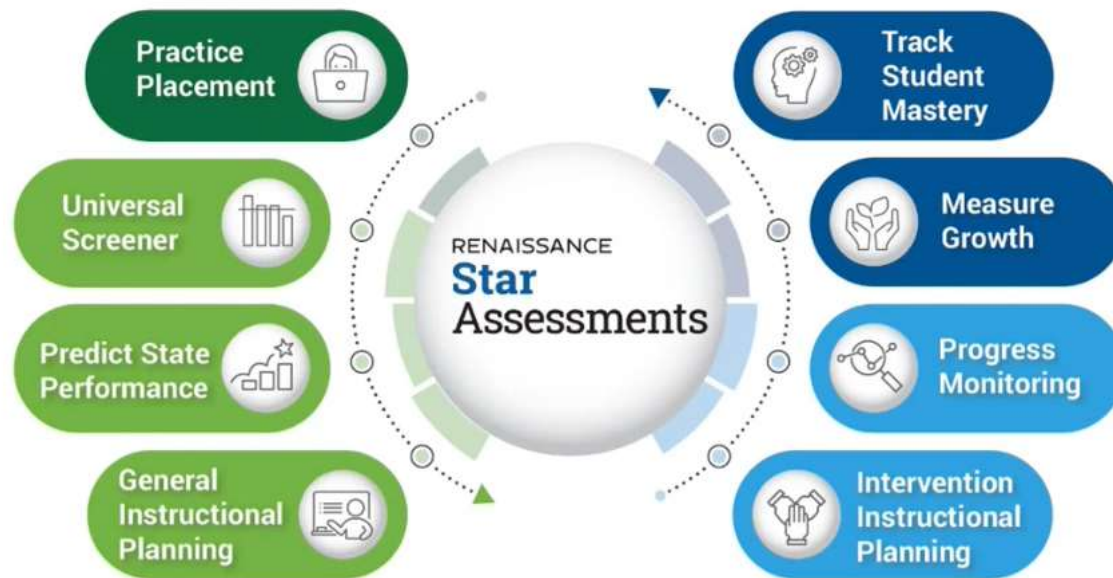 Practice
Placement
Universal
Screener
Predict State
Performance
General
Instructional
Planning
RENAISSANCE
Star
Assessments
Track
Student
Mastery
Measure
Growth
Progress
Monitoring
Intervention
Instructional
Planning